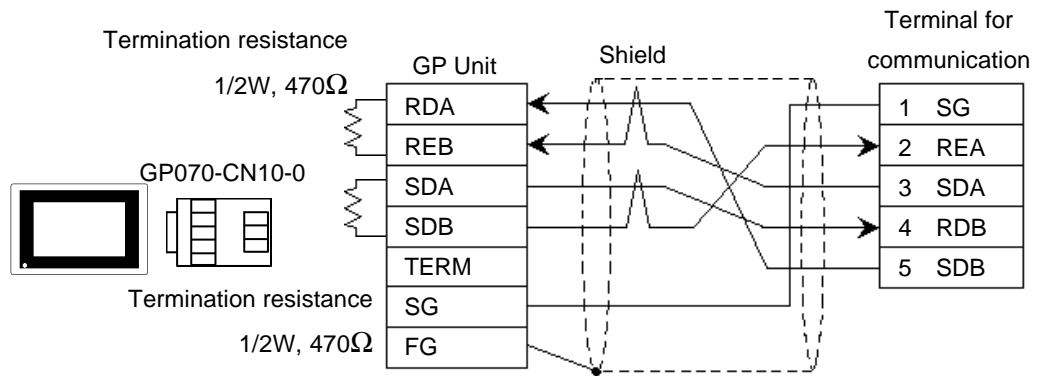 Termination resistance
1/2W, 470Ω
GP Unit
Shield
Terminal for
communication
RDA
REB
SDA
SDB
TERM
SG
FG
GP070-CN10-0
Termination resistance
1/2W, 470Ω
1 SG
2 REA
3 SDA
4 RDB
5 SDB